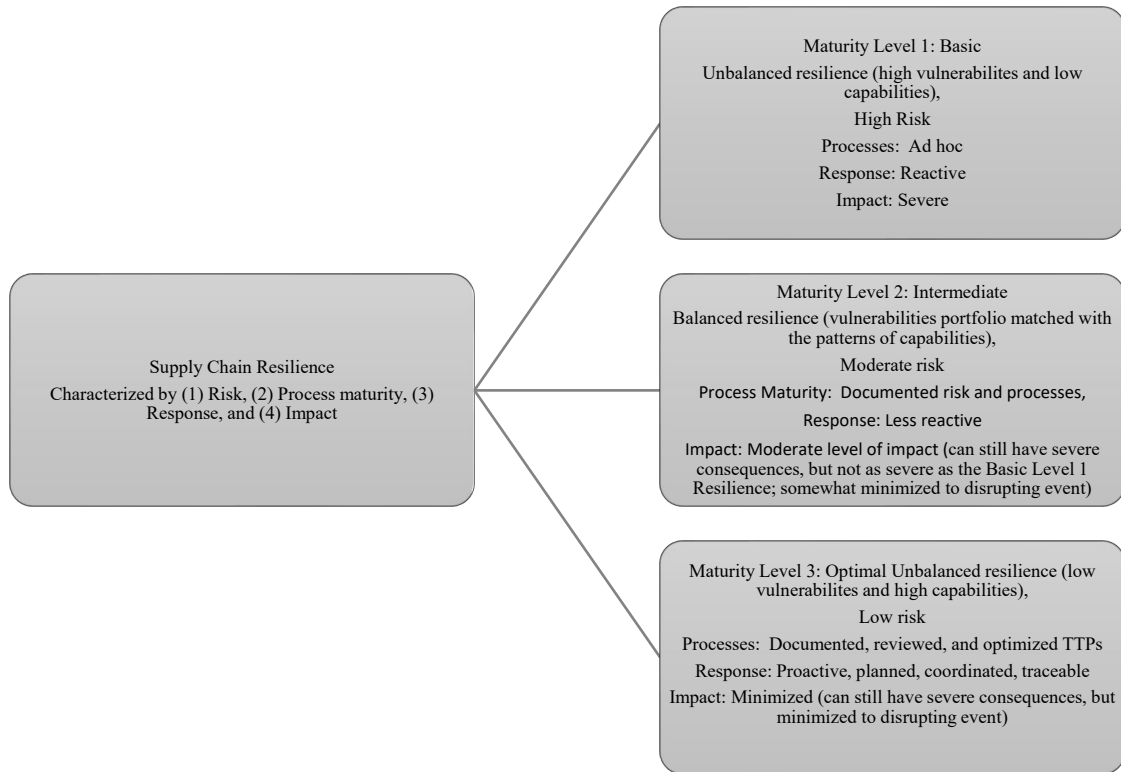 Maturity Level 1: Basic
Unbalanced resilience (high vulnerabilites and low
capabilities),
High Risk
Processes: Ad hoc
Response: Reactive
Impact: Severe
Supply Chain Resilience
Characterized by (1) Risk, (2) Process maturity, (3)
Response, and (4) Impact
Maturity Level 2: Intermediate
Balanced resilience (vulnerabilities portfolio matched with
the patterns of capabilities),
Moderate risk
Process Maturity: Documented risk and processes,
Response: Less reactive
Impact: Moderate level of impact (can still have severe
consequences, but not as severe as the Basic Level 1
Resilience; somewhat minimized to disrupting event)
Maturity Level 3: Optimal Unbalanced resilience (low
vulnerabilites and high capabilities),
Low risk
Processes: Documented, reviewed, and optimized TTPs
Response: Proactive, planned, coordinated, traceable
Impact: Minimized (can still have severe consequences, but
minimized to disrupting event)